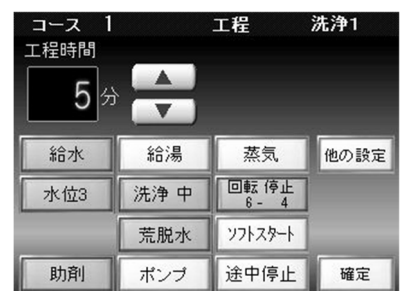 コース 1 工程 洗浄1
工程時間
5分
▲
▼
給水 給湯 蒸気 他の設定
水位3 洗浄 中 回転 停止
6- 4
荒脱水 ソフトスタート
助剤 ポンプ 途中停止 確定